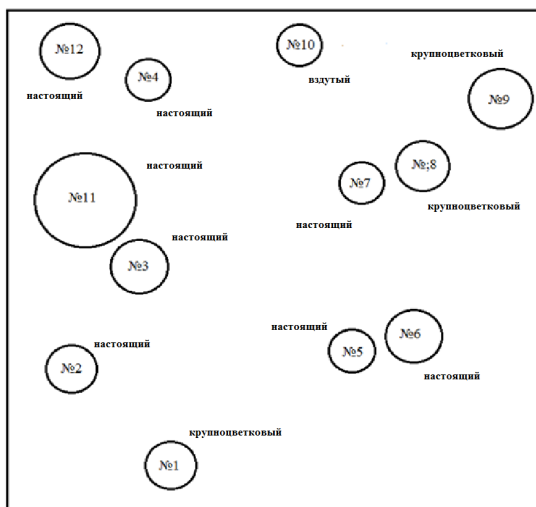 №12
№10
крупноцветковый
№4
настоящий
вздутый
№9
настоящий
настоящий
№;8
№7
№11
крупноцветковый
настоящий
настоящий
№3
настоящий
№6
настоящий
№5
№2
настоящий
крупноцветковый
№1